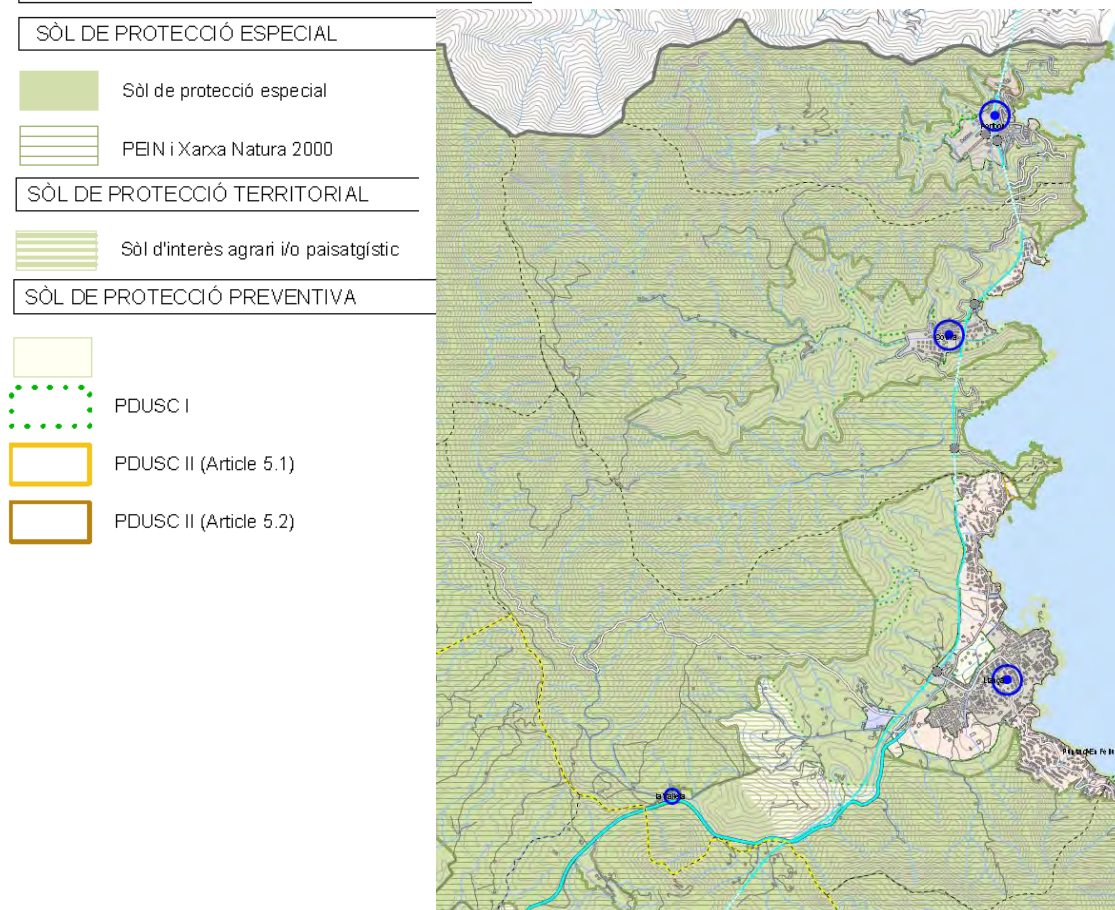 SÒL DE PROTECCIÓ ESPECIAL
Sòl de protecció especial
PEIN i Xarxa Natura 2000
SÒL DE PROTECCIÓ TERRITORIAL
Sòl d'interès agrari i/o paisatgístic
SÒL DE PROTECCIÓ PREVENTIVA
PDUSC I
PDUSC II (Article 5.1)
PDUSC II (Article 5.2)